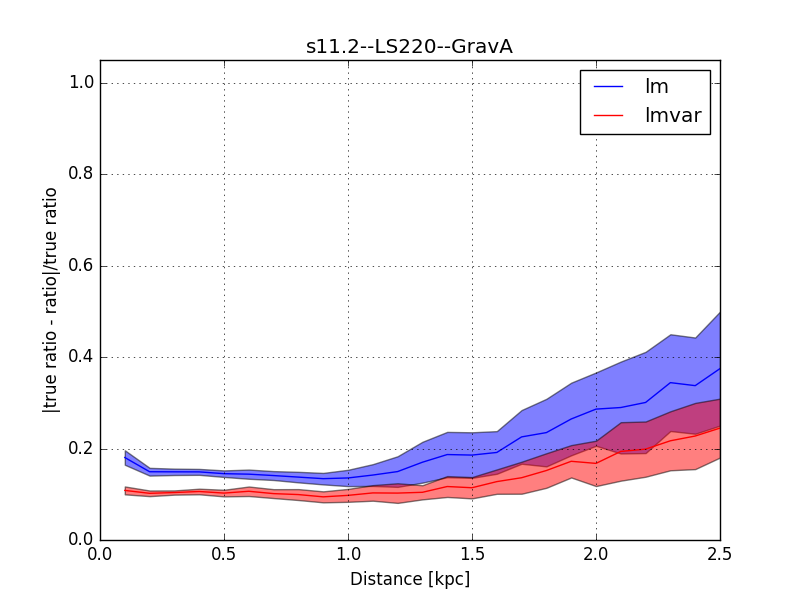 s11.2--LS220--GravA
lm
lmvar
|true ratio - ratio|/true ratio
1.0
0.8
0.6
0.4
0.2
0.0
0.0 0.5 1.0 1.5 2.0 2.5
Distance [kpc]